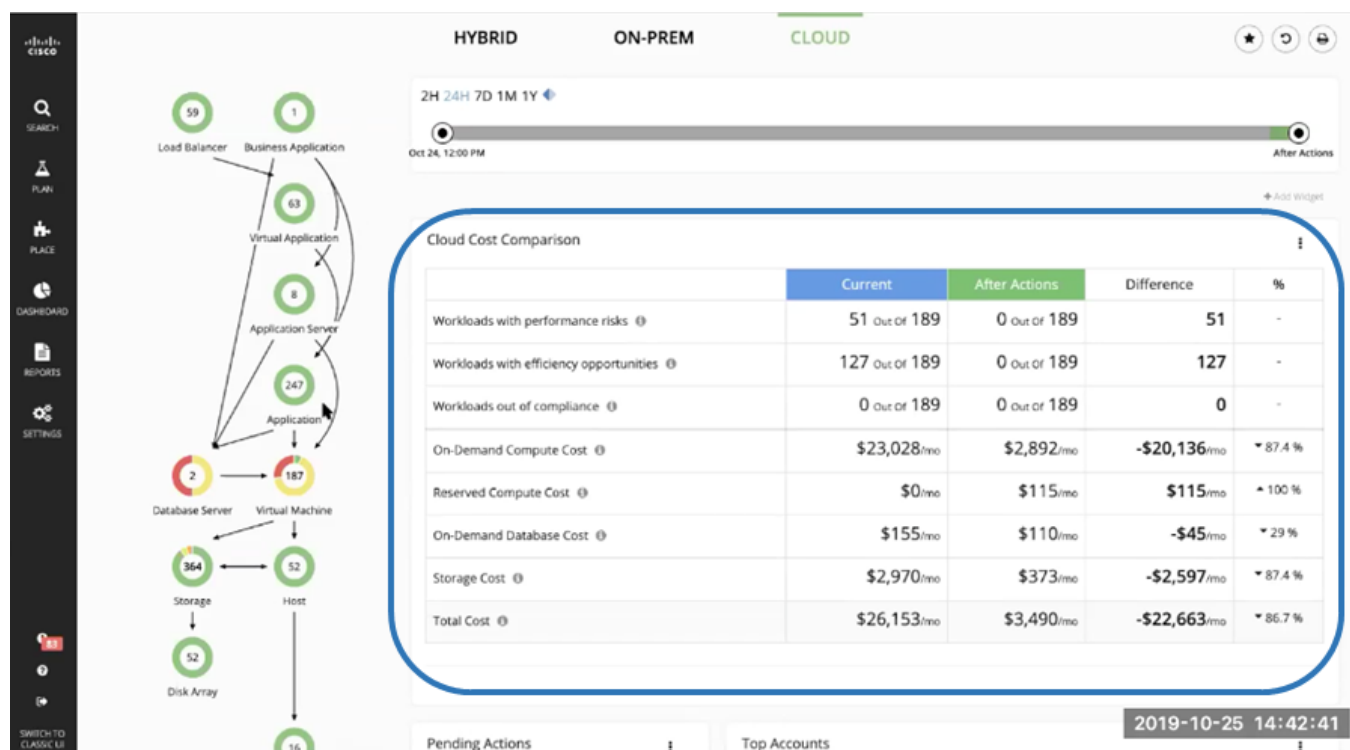 CISCO
SEARCH
PLAN
PLACE
DASHBOARD
REPORTS
SETTINGS
SWITCH TO
CLASSIC UI
59
Load Balancer
1
Business Application
63
Virtual Application
8
Application Server
247
Application
2
Database Server
187
Virtual Machine
364
Storage
52
Host
52
Disk Array
16
HYBRID ON-PREM CLOUD
2H 24H 7D 1M 1Y
Oct 24, 12:00 PM After Actions
Add Widget
Cloud Cost Comparison
Current After Actions Difference %
Workloads with performance risks 51 Out Of 189 0 Out Of 189 51 -
Workloads with efficiency opportunities 127 Out Of 189 0 Out Of 189 127 -
Workloads out of compliance 0 Out Of 189 0 Out Of 189 0 -
On-Demand Compute Cost $23,028/mo $2,892/mo -$20,136/mo 87.4 %
Reserved Compute Cost $0/mo $115/mo $115/mo 100 %
On-Demand Database Cost $155/mo $110/mo -$45/mo 29 %
Storage Cost $2,970/mo $373/mo -$2,597/mo 87.4 %
Total Cost $26,153/mo $3,490/mo -$22,663/mo 86.7 %
Pending Actions
Top Accounts
2019-10-25 14:42:41